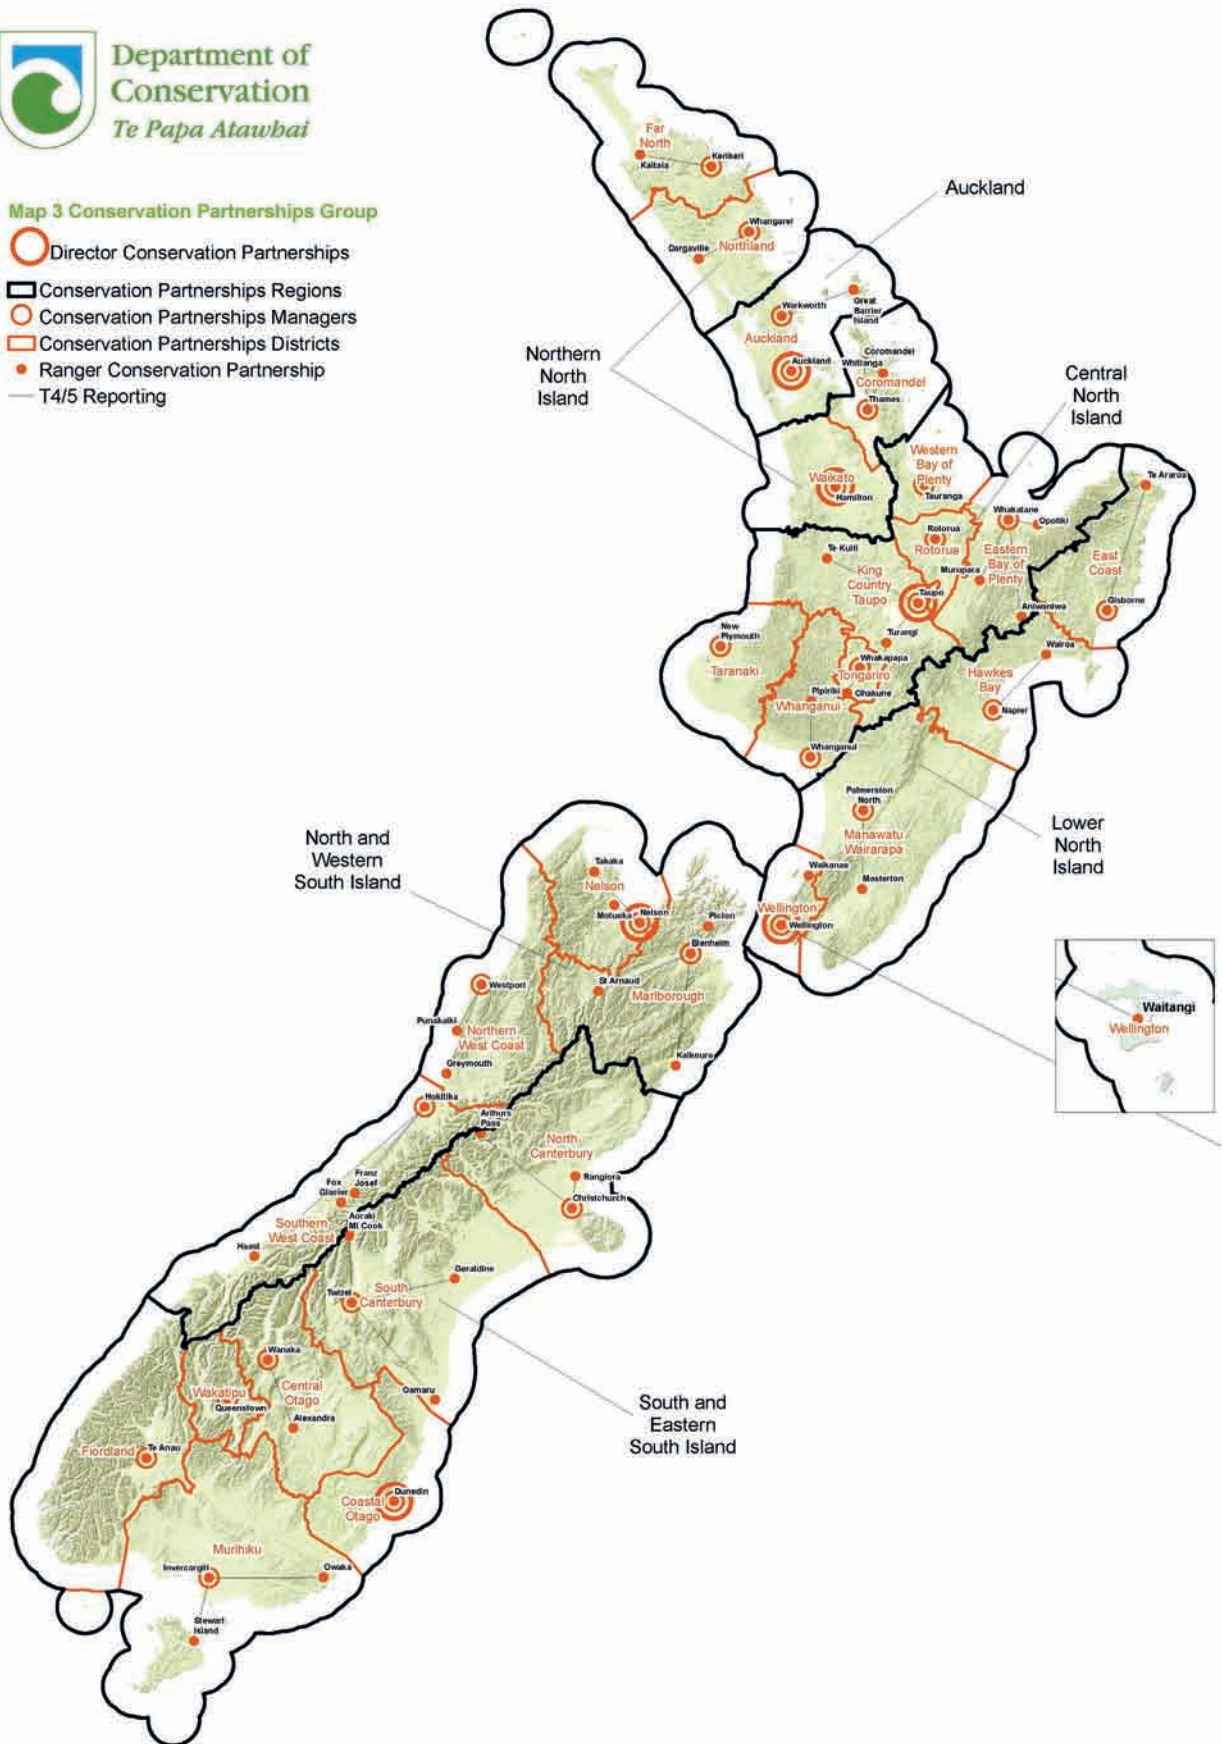 Department of
Conservation
Te Papa Atawhai
Map 3 Conservation Partnerships Group
Director Conservation Partnerships
Conservation Partnerships Regions
Conservation Partnerships Managers
Conservation Partnerships Districts
Ranger Conservation Partnership
T4/5 Reporting
Far
North
Kaitaia
Kerikeri
Auckland
Whangarei
Dargaville
Northland
Warkworth
Great
Barrier
Island
Auckland
Auckland
Whitianga
Coromandel
Coromandel
Thames
Northern
North
Island
Central
North
Island
Western
Bay of
Plenty
Tauranga
Waikato
Hamilton
Te Araroa
Whakatane
Opotiki
Rotorua
Rotorua
Te Kuiti
Eastern
Bay of
Plenty
East
Coast
Murupara
King
Country
Taupo
Taupo
Aniwaniwa
Gisborne
New
Plymouth
Turangi
Wairoa
Taranaki
Whakapapa
Tongariro
Hawkes
Bay
Pipiriki
Ohakune
Whanganui
Napier
Whanganui
Palmerston
North
Manawatu
Wairarapa
Lower
North
Island
Waikanae
Masterton
Wellington
Wellington
North and
Western
South Island
Takaka
Nelson
Motueka
Nelson
Picton
Blenheim
Waitangi
Wellington
Westport
St Arnaud
Marlborough
Punakaiki
Northern
West Coast
Greymouth
Kaikoura
Hokitika
Arthurs
Pass
North
Canterbury
Rangiora
Christchurch
Franz
Josef
Fox
Glacier
Aoraki
Mt Cook
Southern
West Coast
Haast
Geraldine
Twizel
South
Canterbury
Wanaka
Wakatipu
Queenstown
Central
Otago
Alexandra
Oamaru
South and
Eastern
South Island
Fiordland
Te Anau
Coastal
Otago
Dunedin
Murihiku
Invercargill
Owaka
Stewart
Island